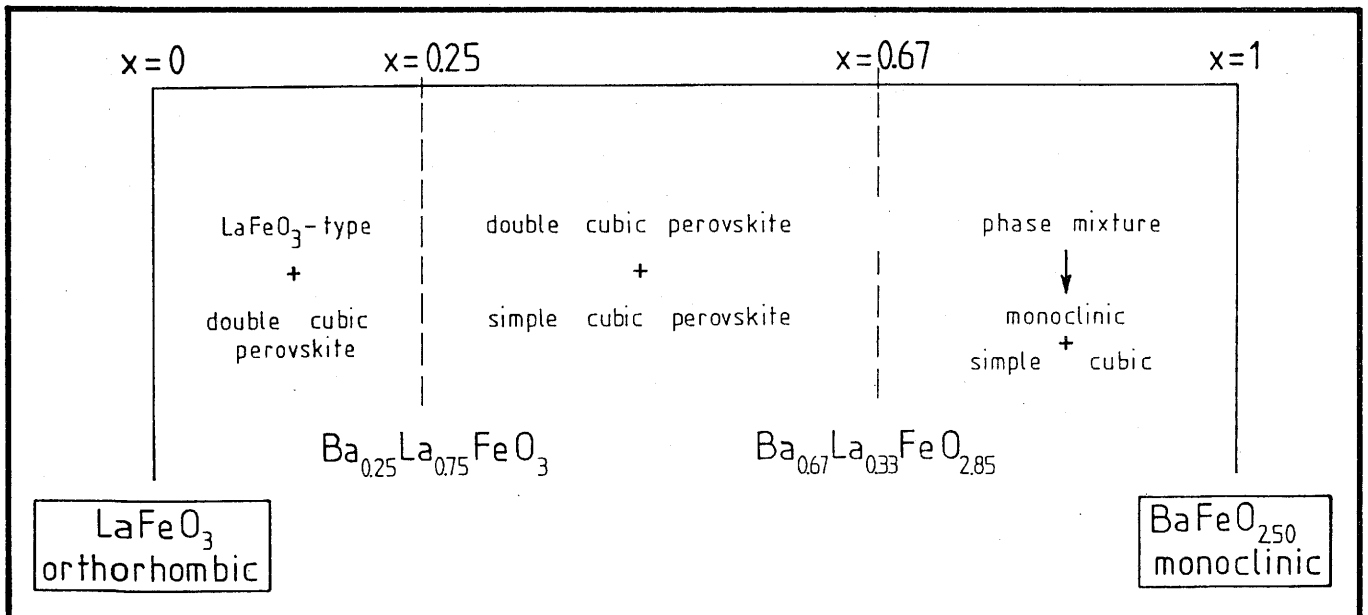 x = 0
x = 0.25
x = 0.67
x = 1
LaFeO₃-type
+
double cubic
perovskite
double cubic perovskite
+
simple cubic perovskite
phase mixture
↓
monoclinic
+
simple cubic
Ba₀.₂₅La₀.₇₅FeO₃
Ba₀.₆₇La₀.₃₃FeO₂.₈₅
LaFeO₃
orthorhombic
BaFeO₂.₅₀
monoclinic